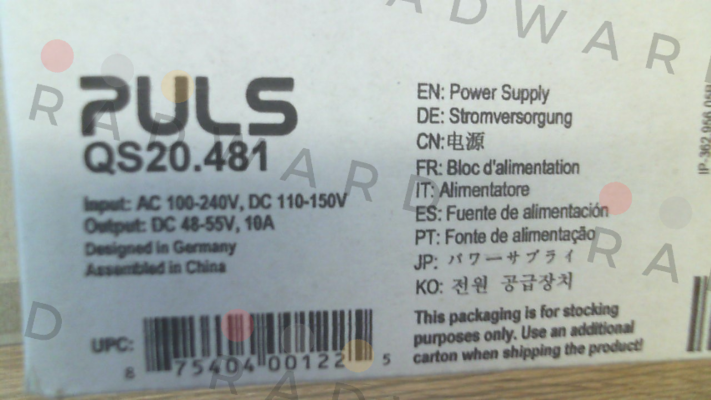 PULS
QS20.481
Input: AC 100-240V, DC 110-150V
Output: DC 48-55V, 10A
Designed in Germany
Assembled in China
UPC:
8 75404 00122 5
EN: Power Supply
DE: Stromversorgung
CN:电源
FR: Bloc d'alimentation
IT: Alimentatore
ES: Fuente de alimentación
PT: Fonte de alimentação
JP: パワーサプライ
KO: 전원 공급장치
This packaging is for stocking
purposes only. Use an additional
carton when shipping the product!
RADWARD
RADWARD